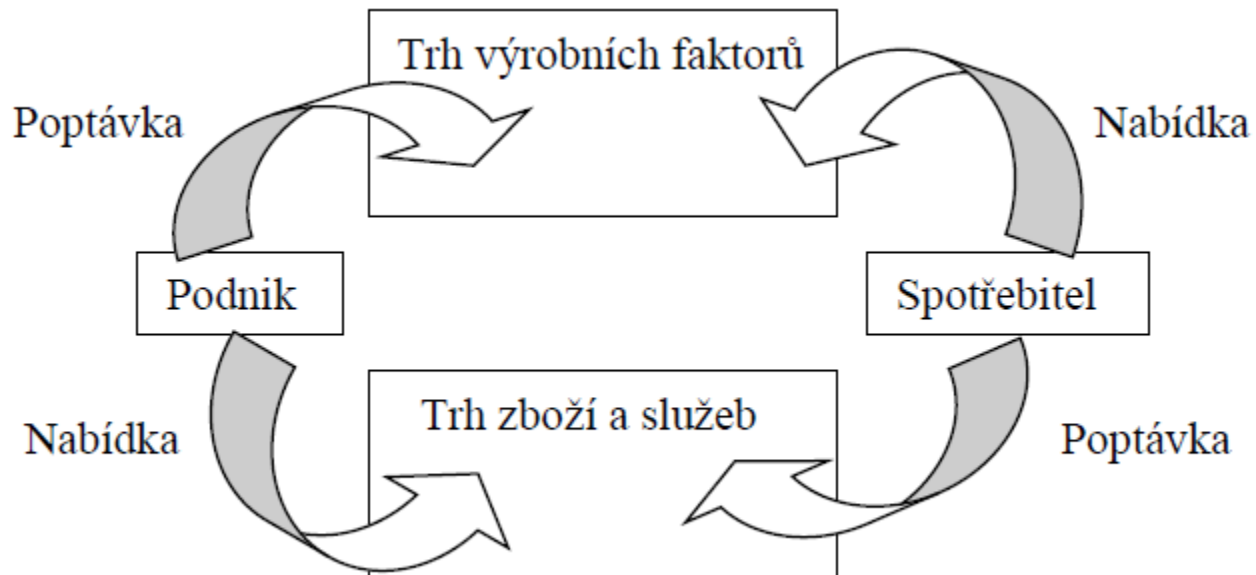 Trh výrobních faktorů
Poptávka
Nabídka
Podnik
Spotřebitel
Trh zboží a služeb
Nabídka
Poptávka